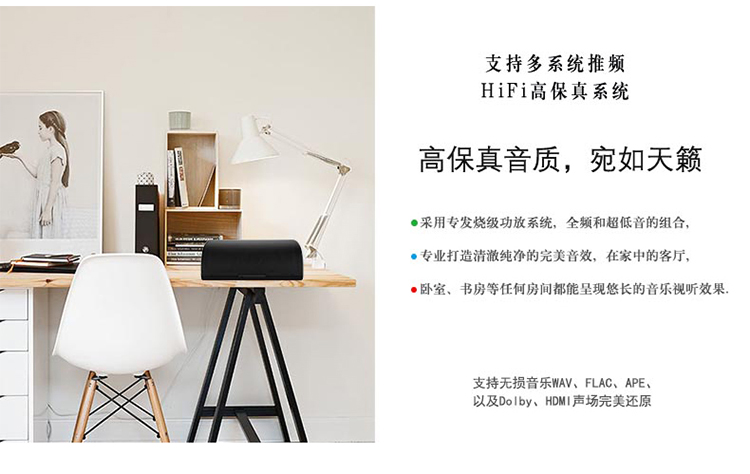 支持多系统推频
HiFi高保真系统
高保真音质，宛如天籁
采用专发烧级功放系统，全频和超低音的组合，
专业打造清澈纯净的完美音效，在家中的客厅，
卧室、书房等任何房间都能呈现悠长的音乐视听效果.
支持无损音乐WAV、FLAC、APE、
以及Dolby、HDMI声场完美还原